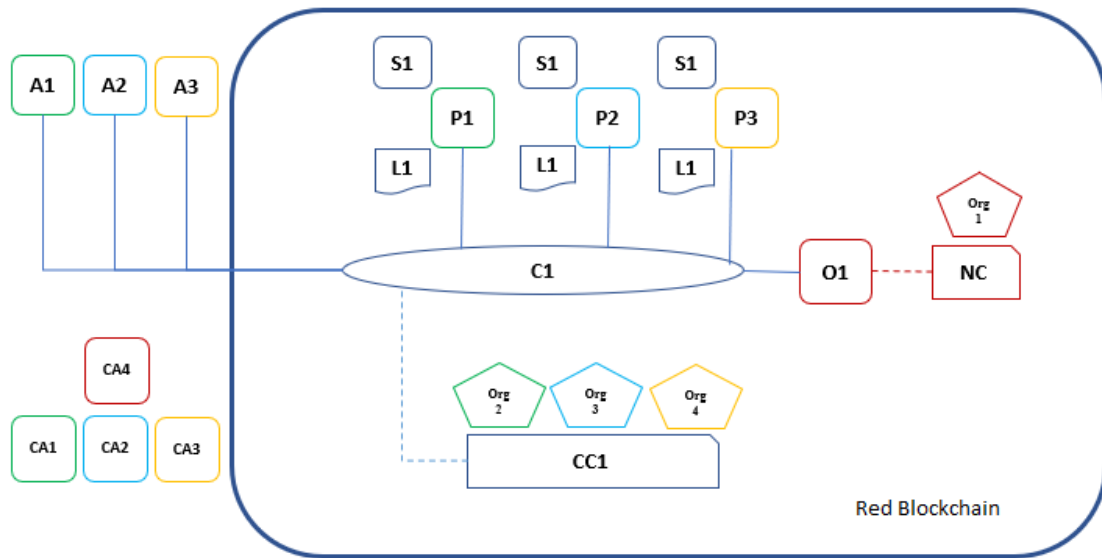 A1 A2 A3
S1 S1 S1
P1 P2 P3
L1 L1 L1
Org
1
C1
O1
NC
CA4
CA1 CA2 CA3
Org
2
Org
3
Org
4
CC1
Red Blockchain